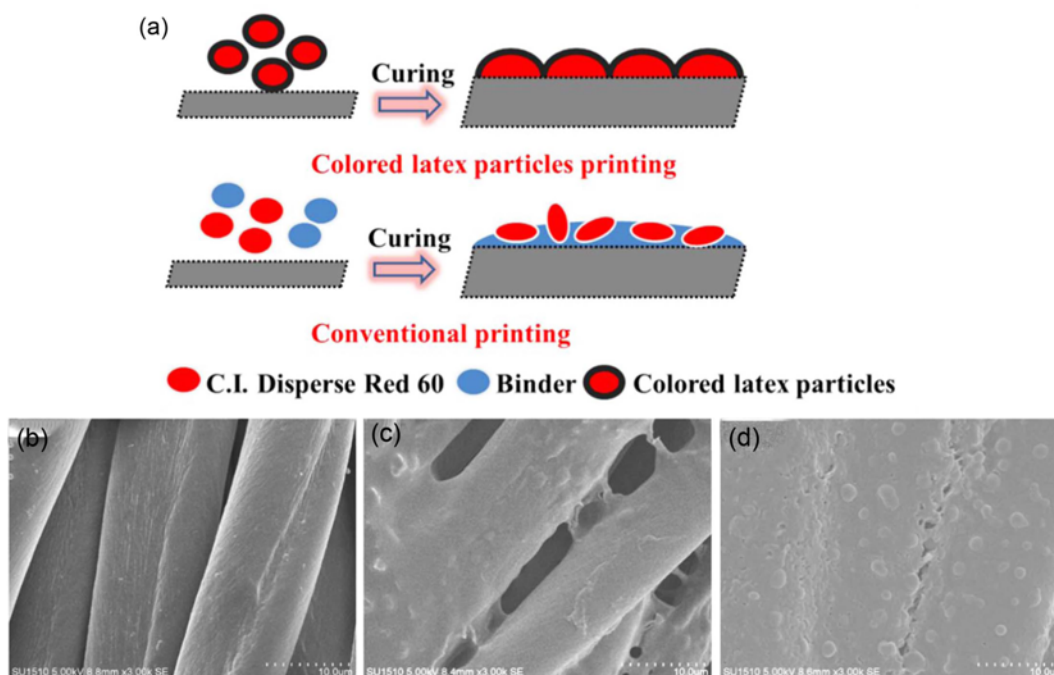 (a)
Curing
Colored latex particles printing
Curing
Conventional printing
C.I. Disperse Red 60 Binder Colored latex particles
(b) (c) (d)
SU1510 5.00kV 8.8mm x3.00k SE 10.0um
SU1510 5.00kV 8.4mm x3.00k SE 10.0um
SU1510 5.00kV 8.6mm x3.00k SE 10.0um